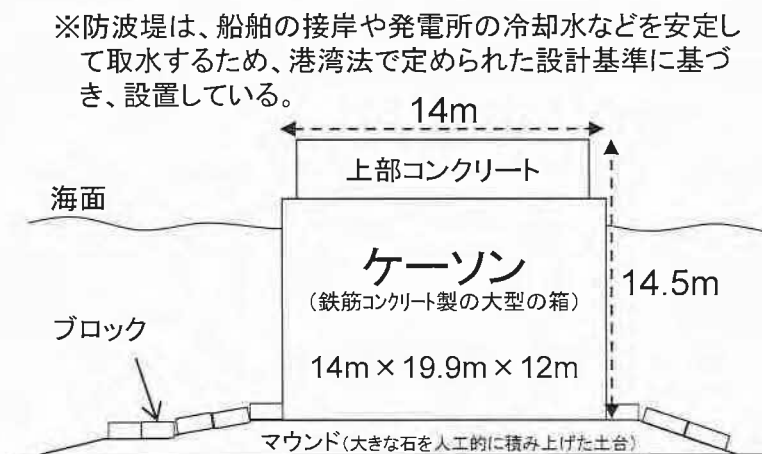 ※防波堤は、船舶の接岸や発電所の冷却水などを安定し
て取水するため、港湾法で定められた設計基準に基づ
き、設置している。
14m
上部コンクリート
海面
ケーソン
(鉄筋コンクリート製の大型の箱)
14.5m
ブロック
14m×19.9m×12m
マウンド(大きな石を人工的に積み上げた土台)